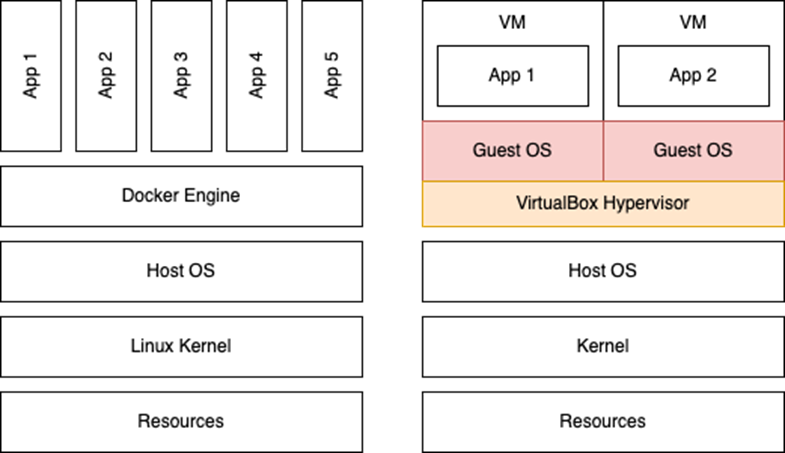 App 1
App 2
App 3
App 4
App 5
Docker Engine
Host OS
Linux Kernel
Resources
VM
VM
App 1
App 2
Guest OS
Guest OS
VirtualBox Hypervisor
Host OS
Kernel
Resources